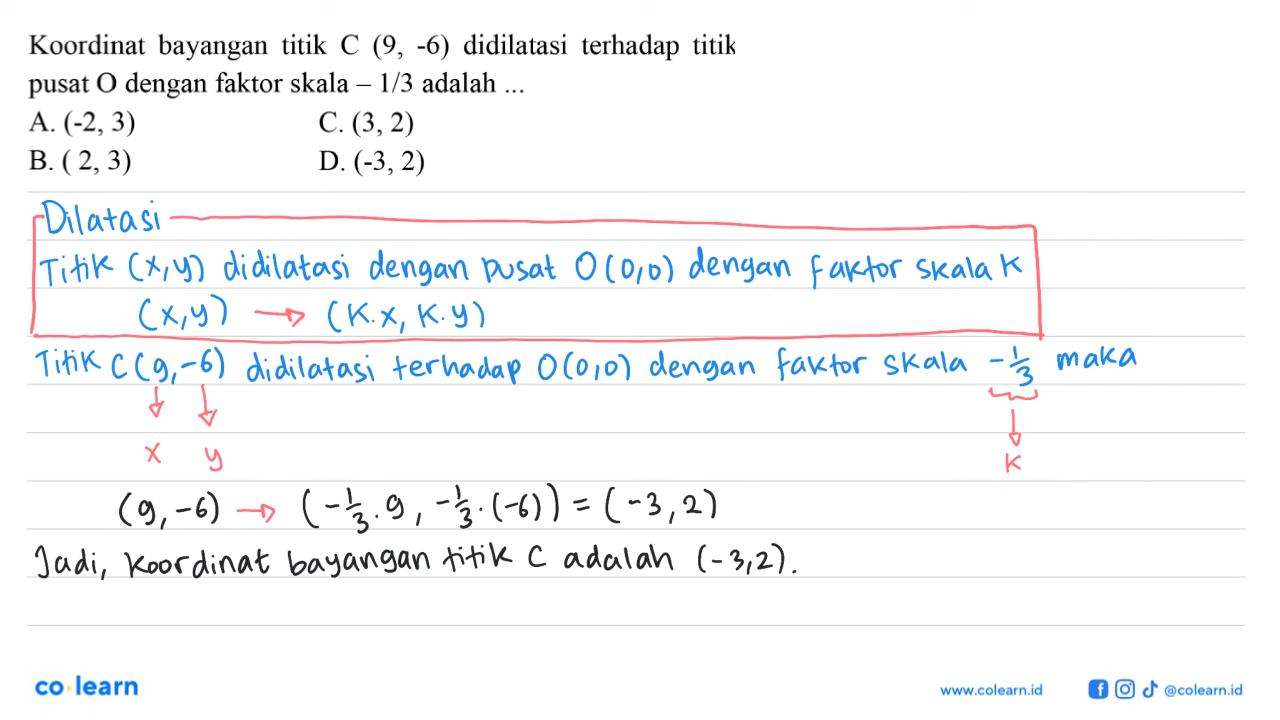 Koordinat bayangan titik C (9, -6) didilatasi terhadap titik
pusat O dengan faktor skala – 1/3 adalah ...
A. (-2, 3) C. (3, 2)
B. ( 2, 3) D. (-3, 2)
Dilatasi
Titik (x,y) didilatasi dengan pusat O(0,0) dengan faktor skala K
(x,y) → (K.x, K.y)
Titik C(9,-6) didilatasi terhadap O(0,0) dengan faktor skala -1/3 maka
x y K
(9,-6) → (-1/3.9, -1/3.(-6)) = (-3,2)
Jadi, koordinat bayangan titik C adalah (-3,2).
co learn www.colearn.id @colearn.id